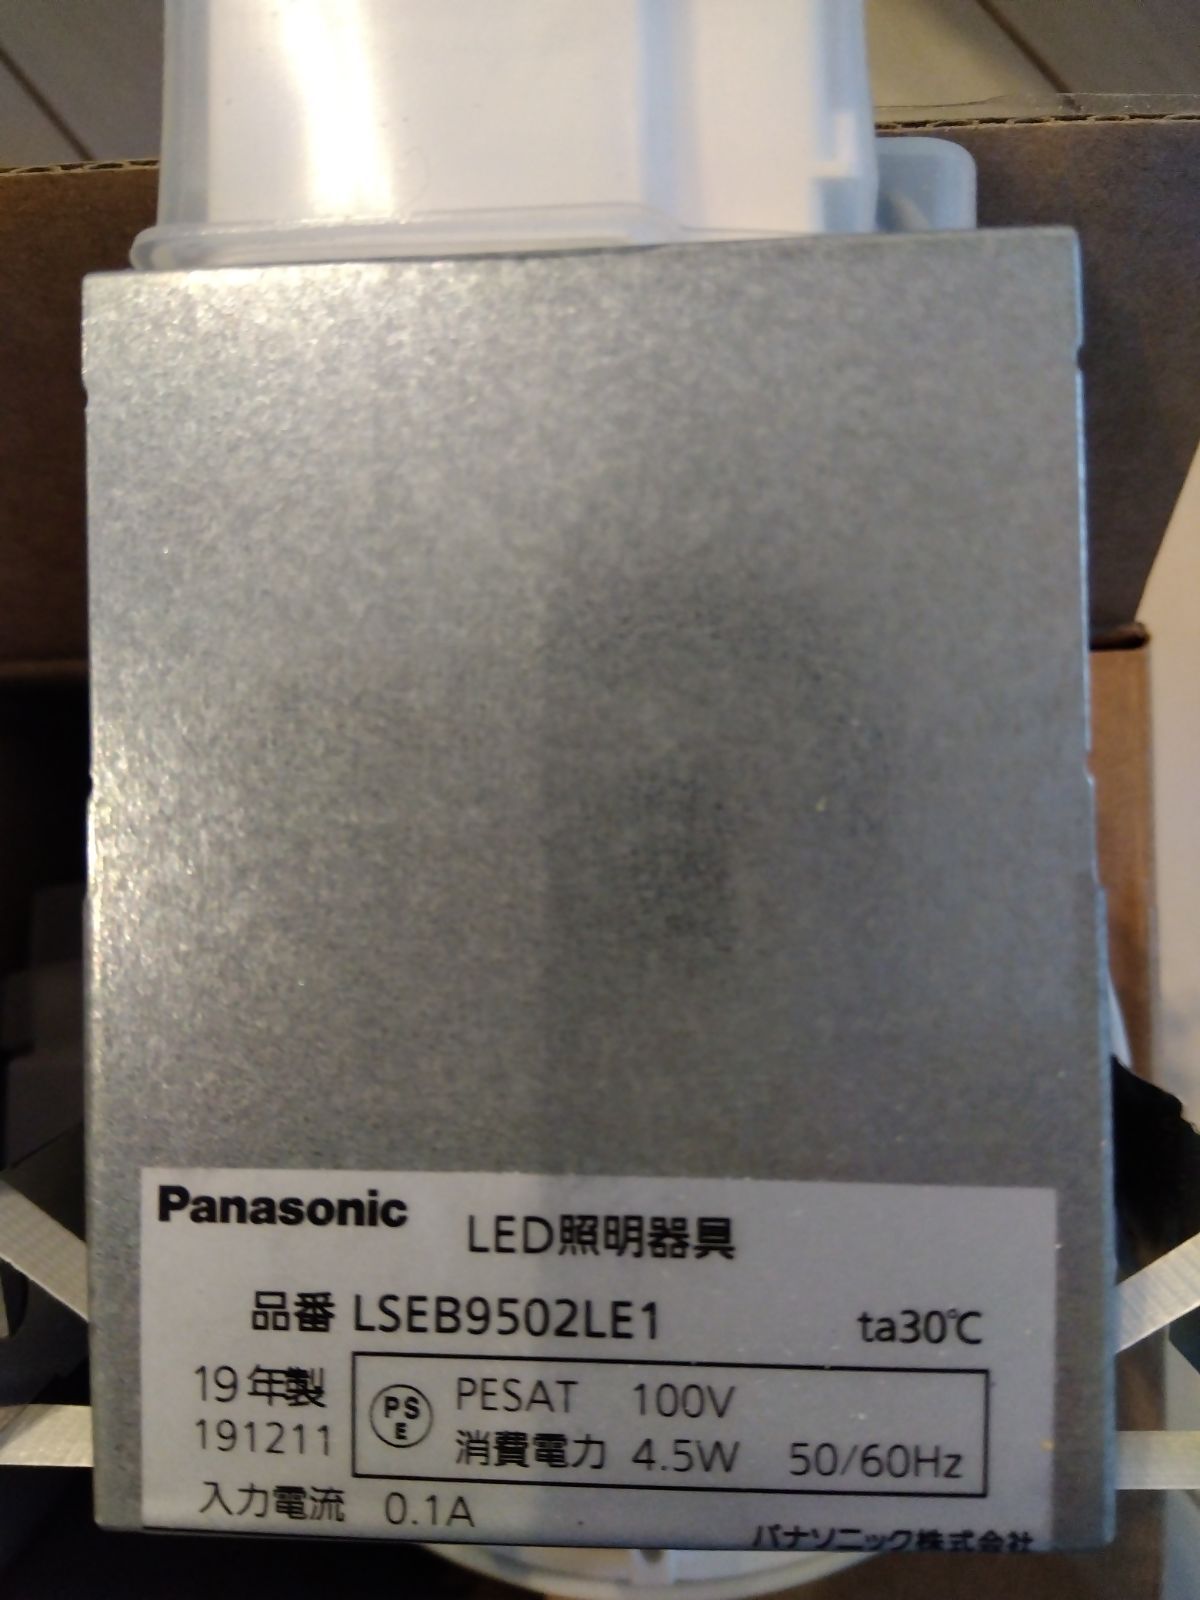 Panasonic
LED照明器具
品番 LSEB9502LE1 ta30℃
19年製
191211
PSE PESAT 100V
消費電力 4.5W 50/60Hz
入力電流 0.1A
パナソニック株式会社